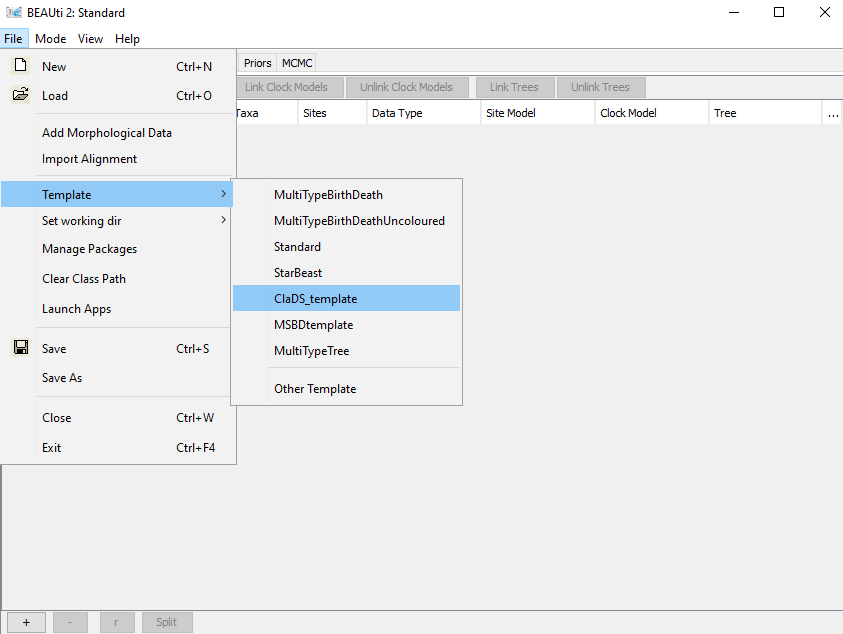 BEAUti 2: Standard
File Mode View Help
Priors MCMC
New Ctrl+N
Link Clock Models Unlink Clock Models Link Trees Unlink Trees
Load Ctrl+O
Taxa Sites Data Type Site Model Clock Model Tree ...
Add Morphological Data
Import Alignment
Template
Set working dir
Manage Packages
Clear Class Path
Launch Apps
Save Ctrl+S
Save As
Close Ctrl+W
Exit Ctrl+F4
MultiTypeBirthDeath
MultiTypeBirthDeathUncoloured
Standard
StarBeast
ClaDS_template
MSBDtemplate
MultiTypeTree
Other Template
+ - r Split